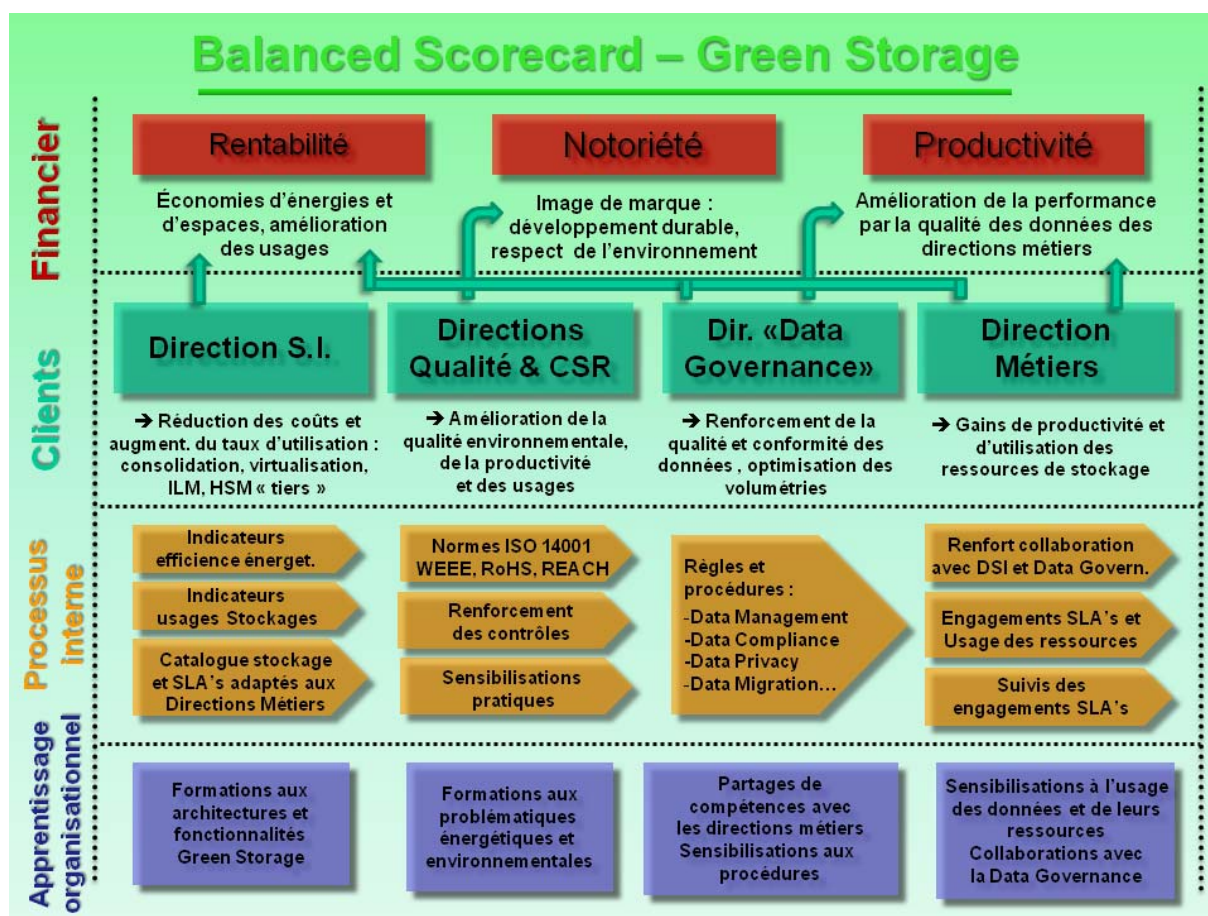 Balanced Scorecard – Green Storage
Financier
Rentabilité
Économies d'énergies et
d'espaces, amélioration
des usages
Notoriété
Image de marque :
développement durable,
respect de l'environnement
Productivité
Amélioration de la performance
par la qualité des données des
directions métiers
Clients
Direction S.I.
➔ Réduction des coûts et
augment. du taux d'utilisation :
consolidation, virtualisation,
ILM, HSM « tiers »
Directions
Qualité & CSR
➔ Amélioration de la
qualité environnementale,
de la productivité
et des usages
Dir. «Data
Governance»
➔ Renforcement de la
qualité et conformité des
données , optimisation des
volumétries
Direction
Métiers
➔ Gains de productivité et
d'utilisation des
ressources de stockage
Processus
interne
Indicateurs
efficience énerget.
Indicateurs
usages Stockages
Catalogue stockage
et SLA's adaptés aux
Directions Métiers
Normes ISO 14001
WEEE, RoHS, REACH
Renforcement
des contrôles
Sensibilisations
pratiques
Règles et
procédures :
-Data Management
-Data Compliance
-Data Privacy
-Data Migration…
Renfort collaboration
avec DSI et Data Govern.
Engagements SLA's et
Usage des ressources
Suivis des
engagements SLA's
Apprentissage
organisationnel
Formations aux
architectures et
fonctionnalités
Green Storage
Formations aux
problématiques
énergétiques et
environnementales
Partages de
compétences avec
les directions métiers
Sensibilisations aux
procédures
Sensibilisations à l'usage
des données et de leurs
ressources
Collaborations avec
la Data Governance